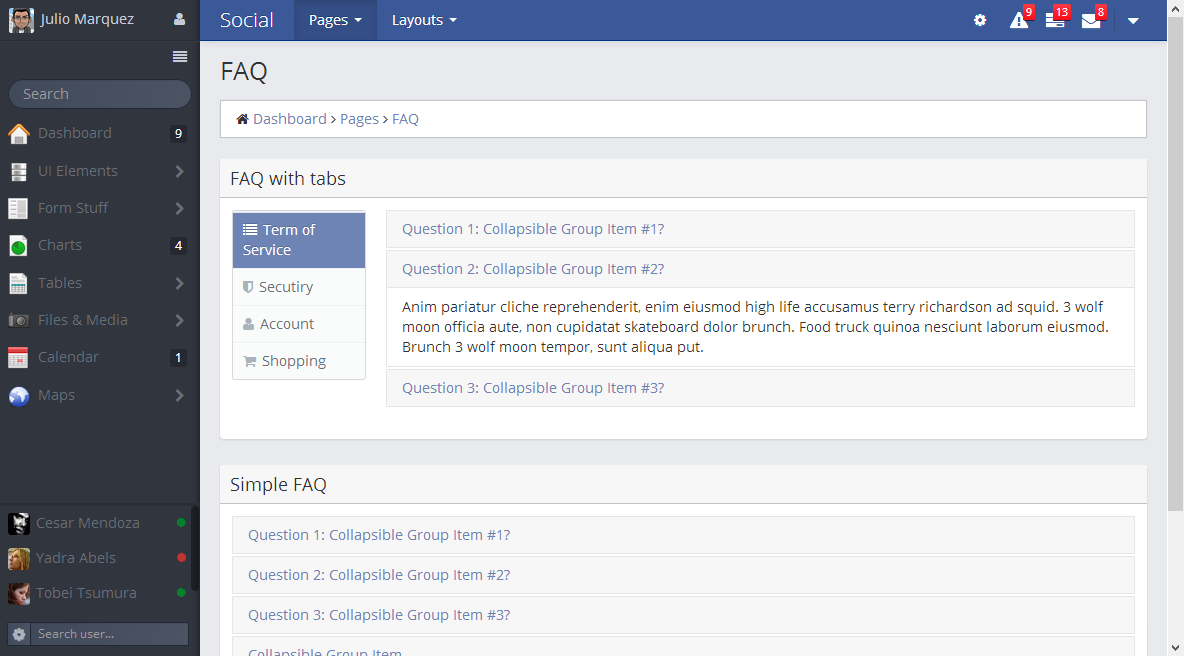 Julio Marquez
Search
Dashboard 9
UI Elements
Form Stuff
Charts 4
Tables
Files & Media
Calendar 1
Maps
Cesar Mendoza
Yadra Abels
Tobei Tsumura
Search user...
Social Pages Layouts 9 13 8
FAQ
Dashboard › Pages › FAQ
FAQ with tabs
Term of
Service
Secutiry
Account
Shopping
Question 1: Collapsible Group Item #1?
Question 2: Collapsible Group Item #2?
Anim pariatur cliche reprehenderit, enim eiusmod high life accusamus terry richardson ad squid. 3 wolf
moon officia aute, non cupidatat skateboard dolor brunch. Food truck quinoa nesciunt laborum eiusmod.
Brunch 3 wolf moon tempor, sunt aliqua put.
Question 3: Collapsible Group Item #3?
Simple FAQ
Question 1: Collapsible Group Item #1?
Question 2: Collapsible Group Item #2?
Question 3: Collapsible Group Item #3?
Collapsible Group Item